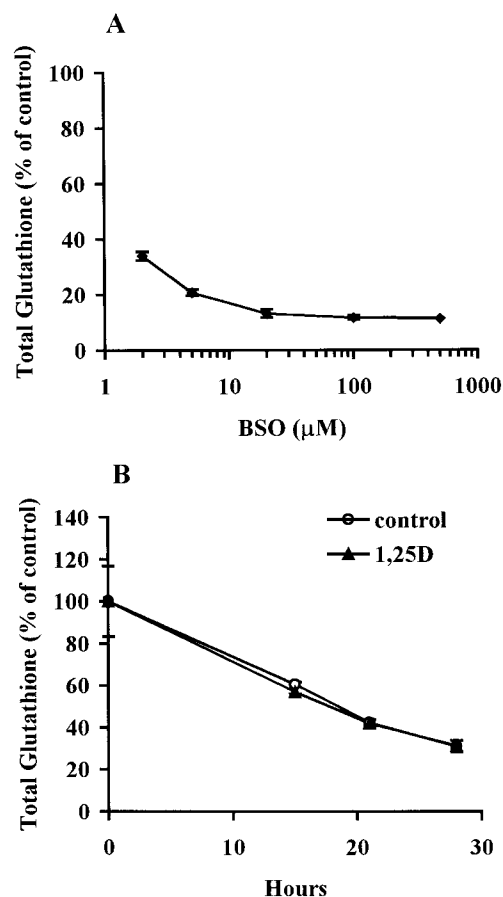 A
Total Glutathione (% of control)
100
80
60
40
20
0
1 10 100 1000
BSO (μM)
B
Total Glutathione (% of control)
140
120
100
80
60
40
20
0
control
1,25D
0 10 20 30
Hours